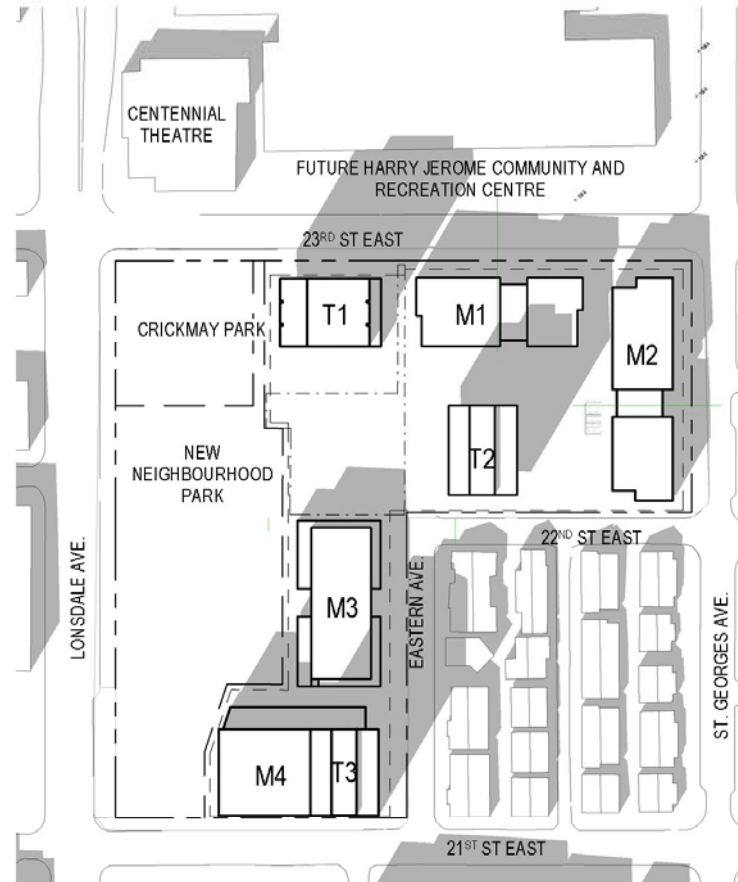 CENTENNIAL
THEATRE
FUTURE HARRY JEROME COMMUNITY AND
RECREATION CENTRE
23RD ST EAST
CRICKMAY PARK
T1
M1
M2
NEW
NEIGHBOURHOOD
PARK
T2
22ND ST EAST
LONSDALE AVE.
M3
EASTERN AVE.
ST. GEORGES AVE.
M4
T3
21ST ST EAST